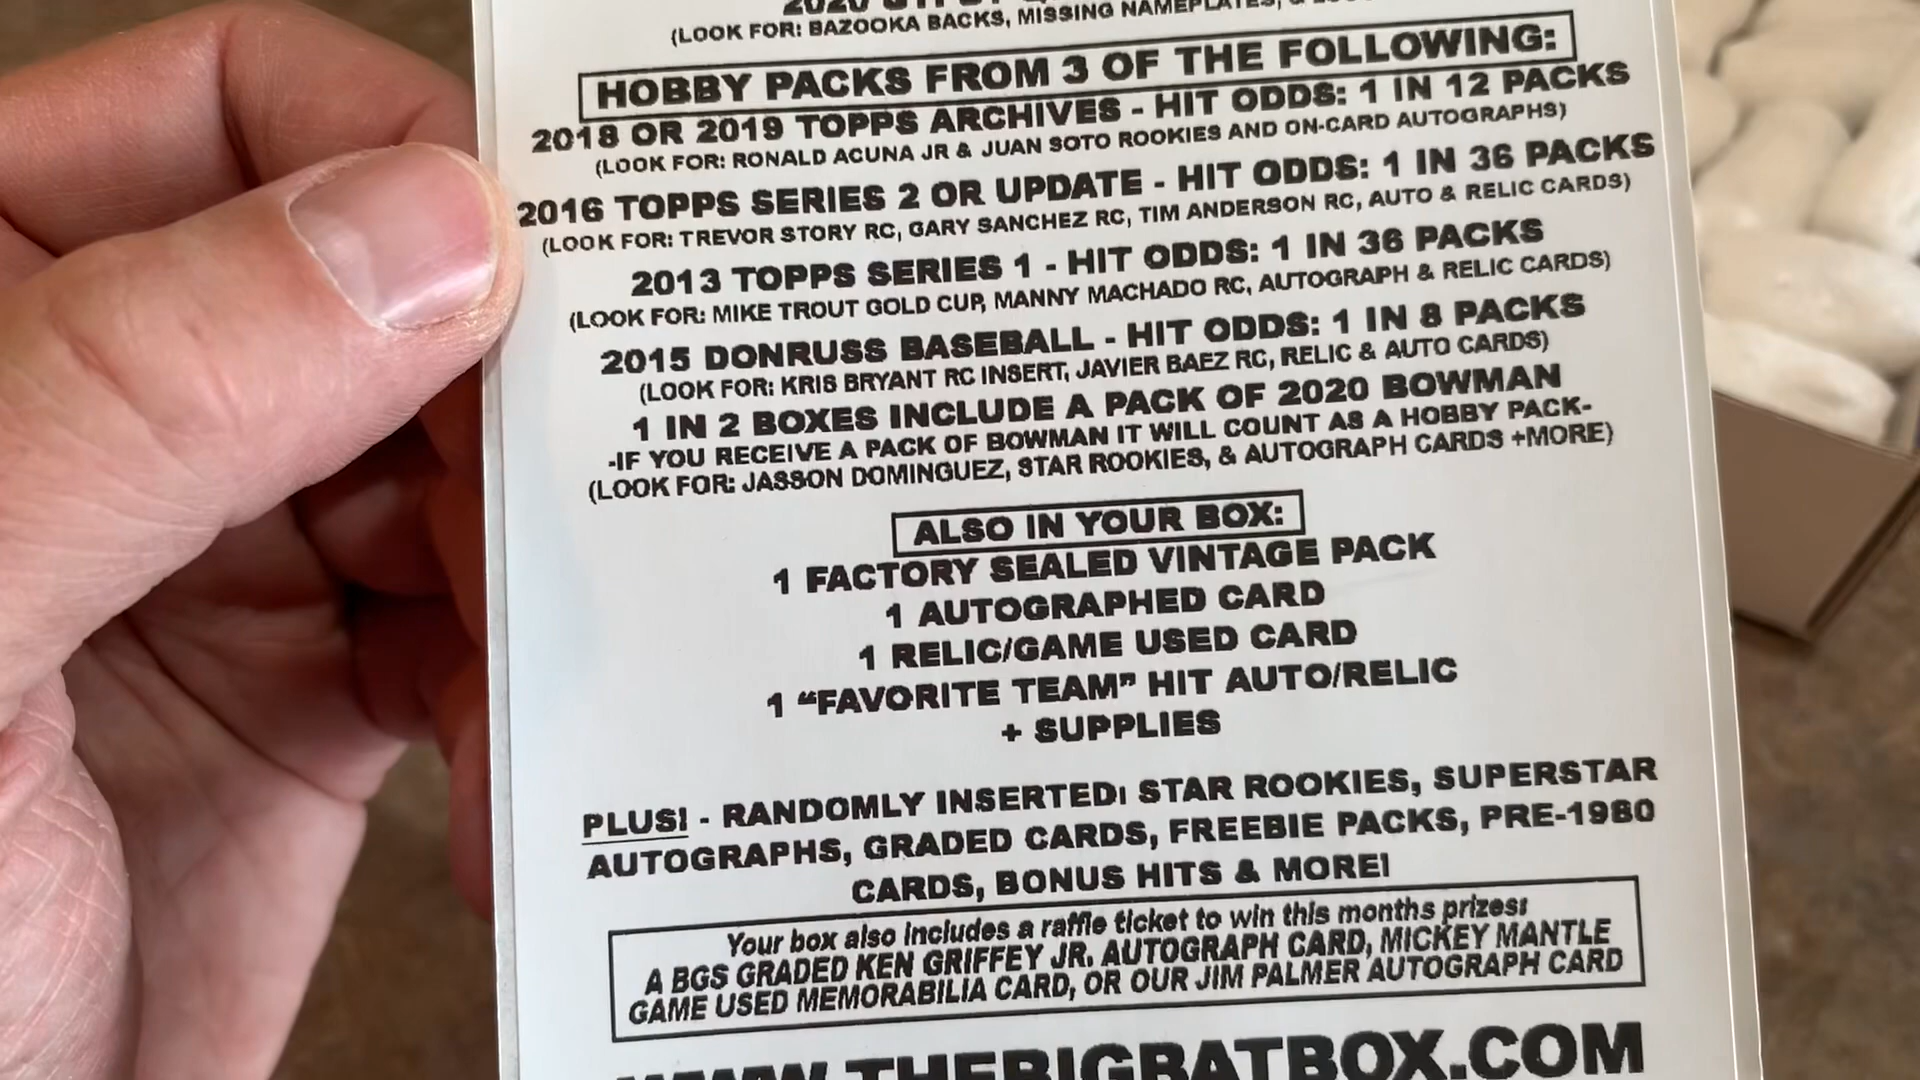 2020
(LOOK FOR: BAZOOKA BACKS, MISSING NAMEPLATES, &
HOBBY PACKS FROM 3 OF THE FOLLOWING:
2018 OR 2019 TOPPS ARCHIVES - HIT ODDS: 1 IN 12 PACKS
(LOOK FOR: RONALD ACUNA JR & JUAN SOTO ROOKIES AND ON-CARD AUTOGRAPHS)
2016 TOPPS SERIES 2 OR UPDATE - HIT ODDS: 1 IN 36 PACKS
(LOOK FOR: TREVOR STORY RC, GARY SANCHEZ RC, TIM ANDERSON RC, AUTO & RELIC CARDS)
2013 TOPPS SERIES 1 - HIT ODDS: 1 IN 36 PACKS
(LOOK FOR: MIKE TROUT GOLD CUP, MANNY MACHADO RC, AUTOGRAPH & RELIC CARDS)
2015 DONRUSS BASEBALL - HIT ODDS: 1 IN 8 PACKS
(LOOK FOR: KRIS BRYANT RC INSERT, JAVIER BAEZ RC, RELIC & AUTO CARDS)
1 IN 2 BOXES INCLUDE A PACK OF 2020 BOWMAN
-IF YOU RECEIVE A PACK OF BOWMAN IT WILL COUNT AS A HOBBY PACK-
(LOOK FOR: JASSON DOMINGUEZ, STAR ROOKIES, & AUTOGRAPH CARDS +MORE)
ALSO IN YOUR BOX:
1 FACTORY SEALED VINTAGE PACK
1 AUTOGRAPHED CARD
1 RELIC/GAME USED CARD
1 “FAVORITE TEAM” HIT AUTO/RELIC
+ SUPPLIES
PLUS! - RANDOMLY INSERTED: STAR ROOKIES, SUPERSTAR
AUTOGRAPHS, GRADED CARDS, FREEBIE PACKS, PRE-1980
CARDS, BONUS HITS & MORE!
Your box also includes a raffle ticket to win this months prizes:
A BGS GRADED KEN GRIFFEY JR. AUTOGRAPH CARD, MICKEY MANTLE
GAME USED MEMORABILIA CARD, OR OUR JIM PALMER AUTOGRAPH CARD
WWW.THEBIGBATBOX.COM